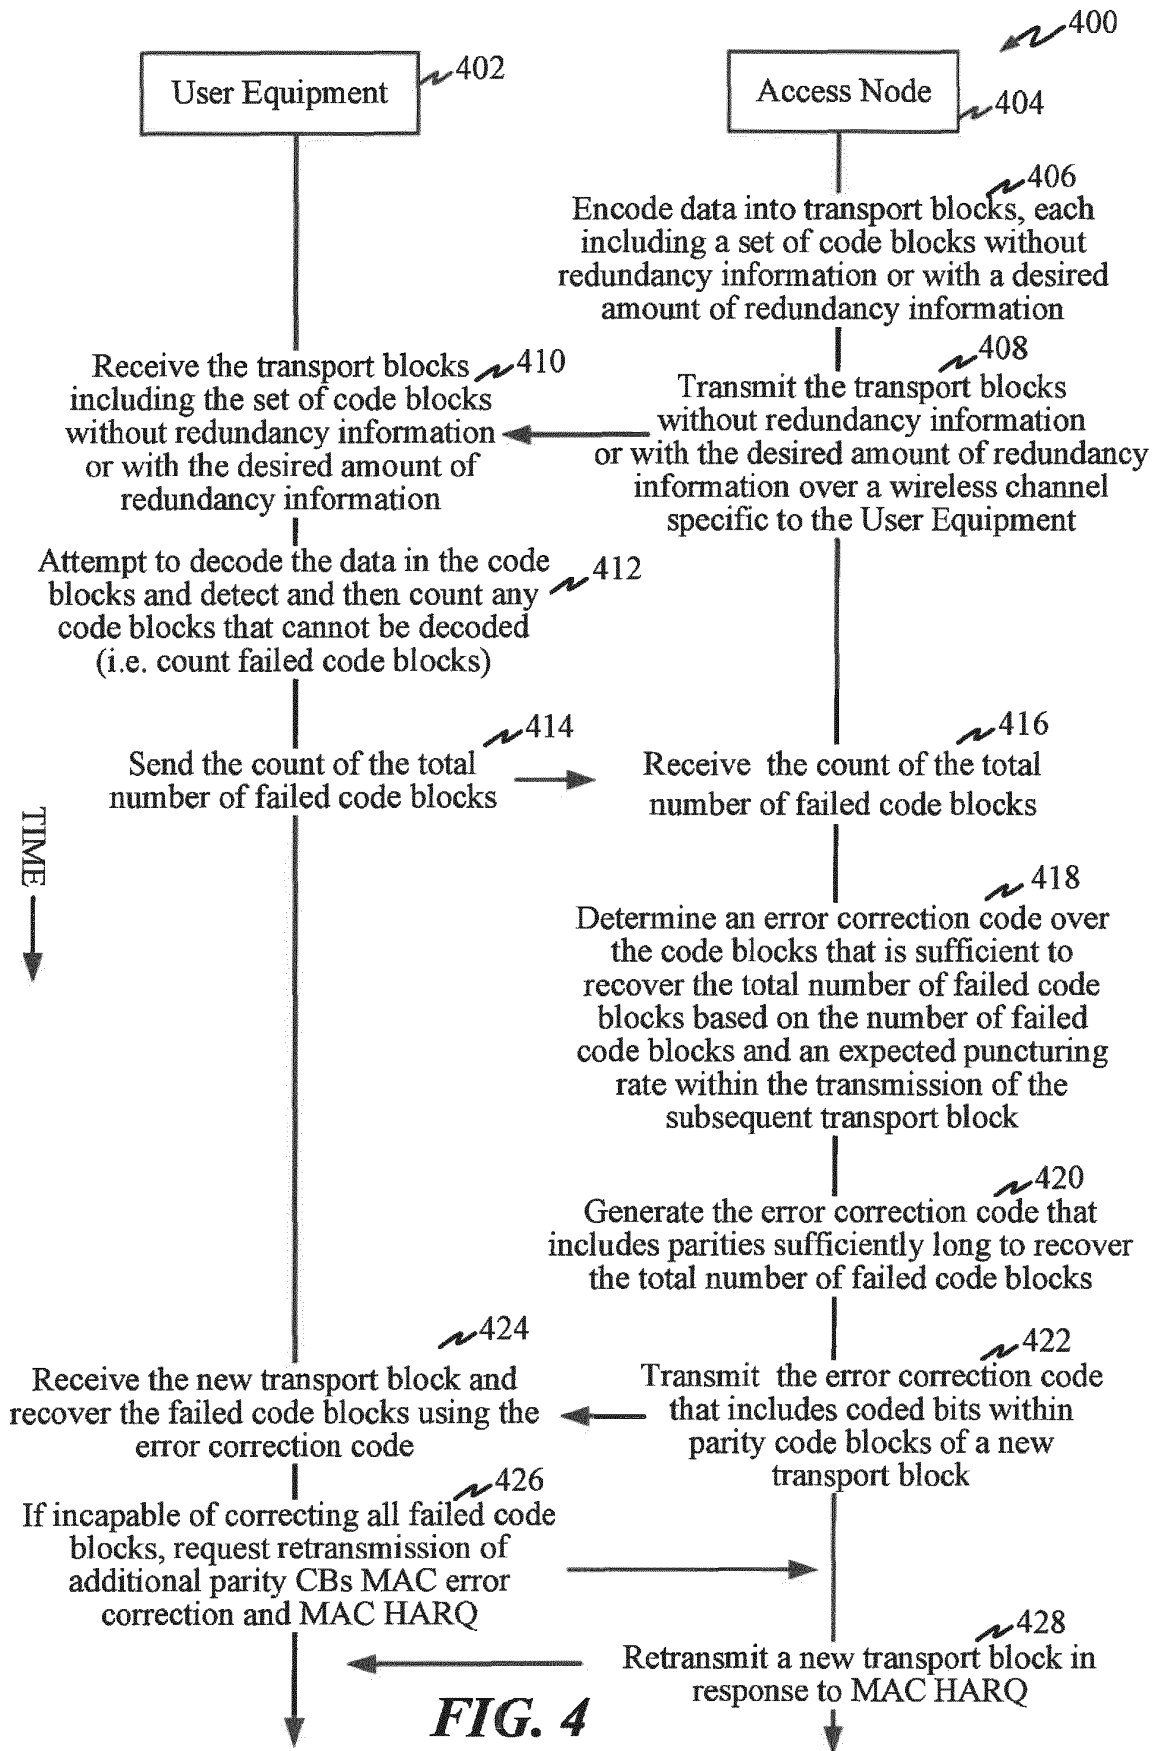 400
User Equipment
402
Access Node
404
406
Encode data into transport blocks, each
including a set of code blocks without
redundancy information or with a desired
amount of redundancy information
408
Transmit the transport blocks
without redundancy information
or with the desired amount of redundancy
information over a wireless channel
specific to the User Equipment
410
Receive the transport blocks
including the set of code blocks
without redundancy information
or with the desired amount of
redundancy information
412
Attempt to decode the data in the code
blocks and detect and then count any
code blocks that cannot be decoded
(i.e. count failed code blocks)
414
Send the count of the total
number of failed code blocks
416
Receive the count of the total
number of failed code blocks
TIME
418
Determine an error correction code over
the code blocks that is sufficient to
recover the total number of failed code
blocks based on the number of failed
code blocks and an expected puncturing
rate within the transmission of the
subsequent transport block
420
Generate the error correction code that
includes parities sufficiently long to recover
the total number of failed code blocks
422
Transmit the error correction code
that includes coded bits within
parity code blocks of a new
transport block
424
Receive the new transport block and
recover the failed code blocks using the
error correction code
426
If incapable of correcting all failed code
blocks, request retransmission of
additional parity CBs MAC error
correction and MAC HARQ
428
Retransmit a new transport block in
response to MAC HARQ
FIG. 4